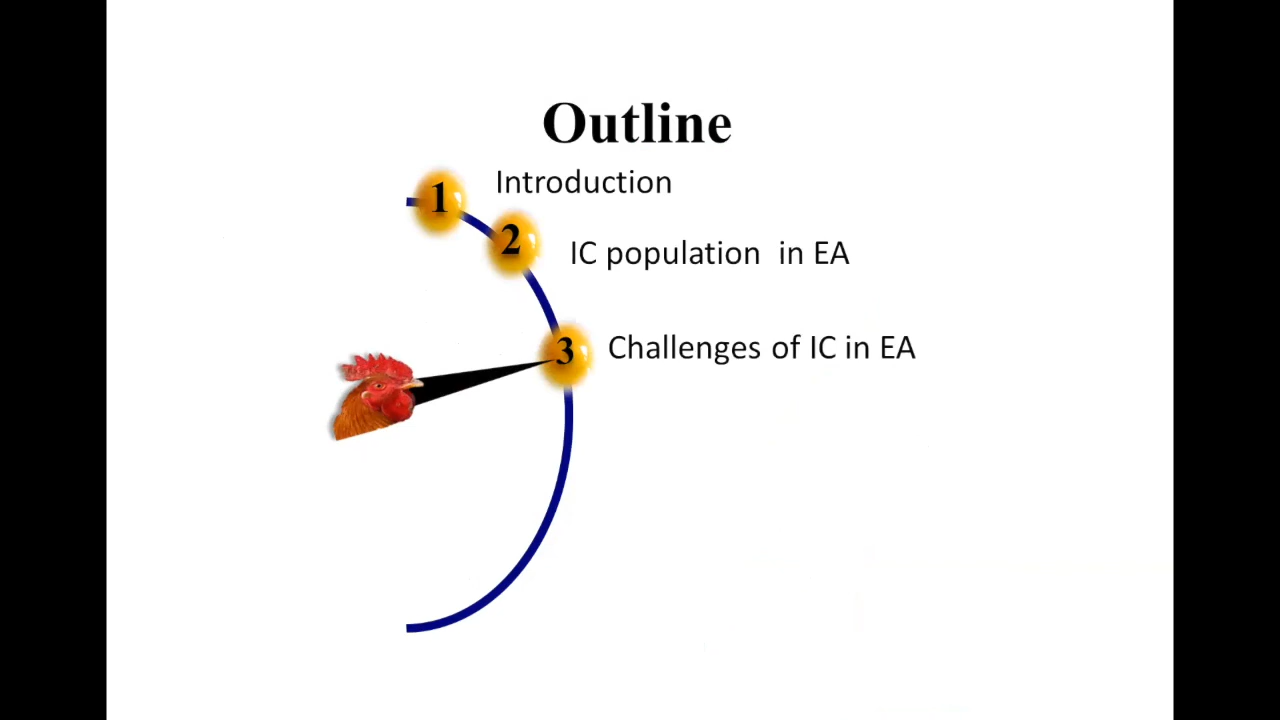 Outline
1 Introduction
2 IC population in EA
3 Challenges of IC in EA